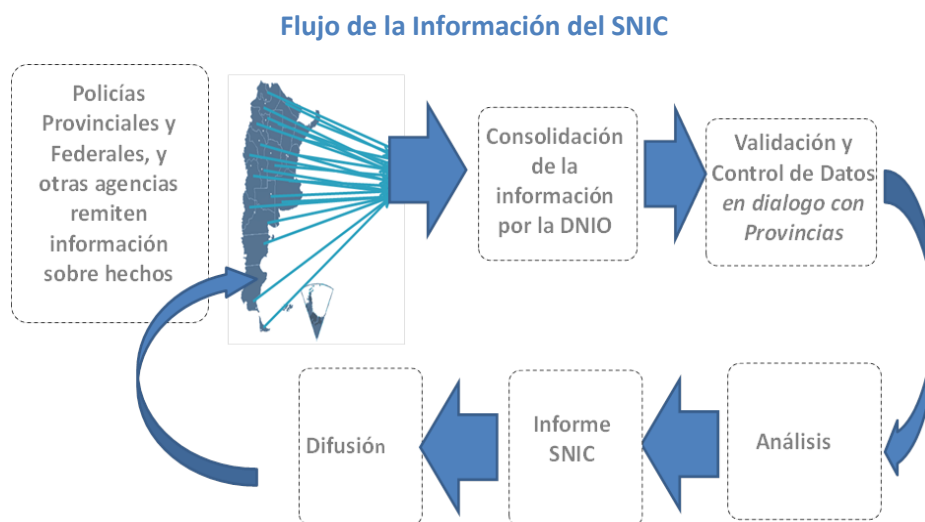 Flujo de la Información del SNIC
Policías
Provinciales y
Federales, y
otras agencias
remiten
información
sobre hechos
Consolidación
de la
información
por la DNIO
Validación y
Control de Datos
en dialogo con
Provincias
Análisis
Informe
SNIC
Difusión